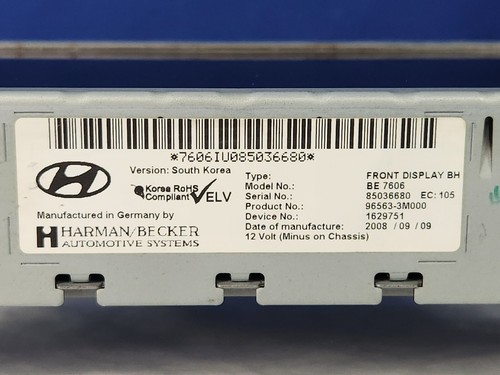 *7606IU085036680*
Version: South Korea
Korea RoHS
Compliant
ELV
Manufactured in Germany by
HARMAN/BECKER
AUTOMOTIVE SYSTEMS
Type: FRONT DISPLAY BH
Model No.: BE 7606
Serial No.: 85036680 EC: 105
Product No.: 96563-3M000
Device No.: 1629751
Date of manufacture: 2008 / 09 / 09
12 Volt (Minus on Chassis)